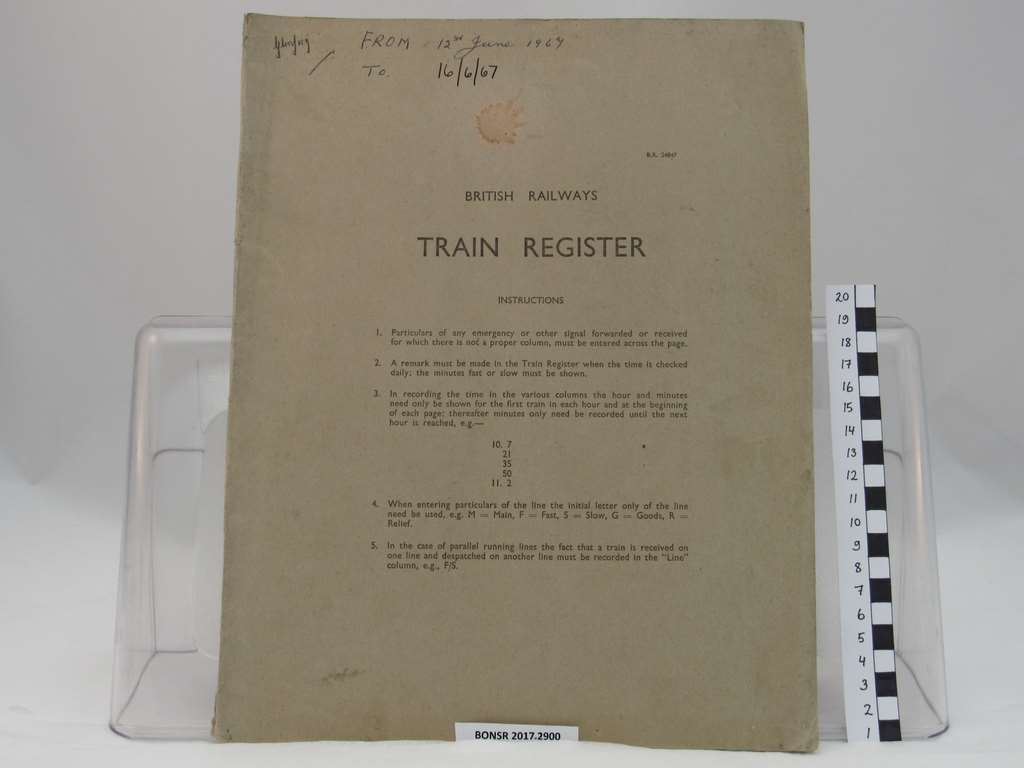 FROM 12th June 1967
To. 16/6/67
B.R. 24847
BRITISH RAILWAYS
TRAIN REGISTER
INSTRUCTIONS
1. Particulars of any emergency or other signal forwarded or received
for which there is not a proper column, must be entered across the page.
2. A remark must be made in the Train Register when the time is checked
daily; the minutes fast or slow must be shown.
3. In recording the time in the various columns the hour and minutes
need only be shown for the first train in each hour and at the beginning
of each page; thereafter minutes only need be recorded until the next
hour is reached, e.g.—
10. 7
21
35
50
11. 2
4. When entering particulars of the line the initial letter only of the line
need be used, e.g. M = Main, F = Fast, S = Slow, G = Goods, R =
Relief.
5. In the case of parallel running lines the fact that a train is received on
one line and despatched on another line must be recorded in the "Line"
column, e.g., F/S.
BONSR 2017.2900
20
19
18
17
16
15
14
13
12
11
10
9
8
7
6
5
4
3
2
1